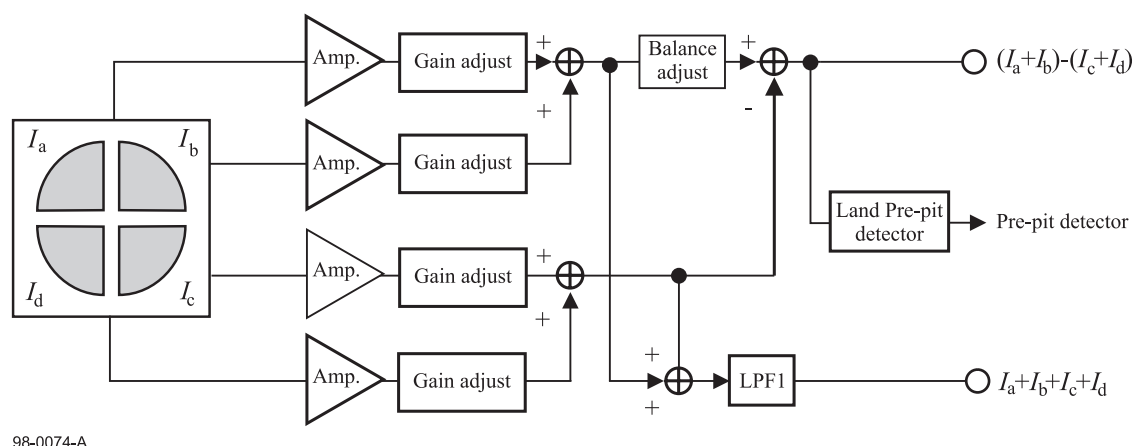 Amp.
Gain adjust
+
+
Balance
adjust
+
-
(Ia+Ib)-(Ic+Id)
Ia
Ib
Amp.
Gain adjust
Land Pre-pit
detector
Pre-pit detector
Id
Ic
Amp.
Gain adjust
+
+
Amp.
Gain adjust
+
+
LPF1
Ia+Ib+Ic+Id
98-0074-A